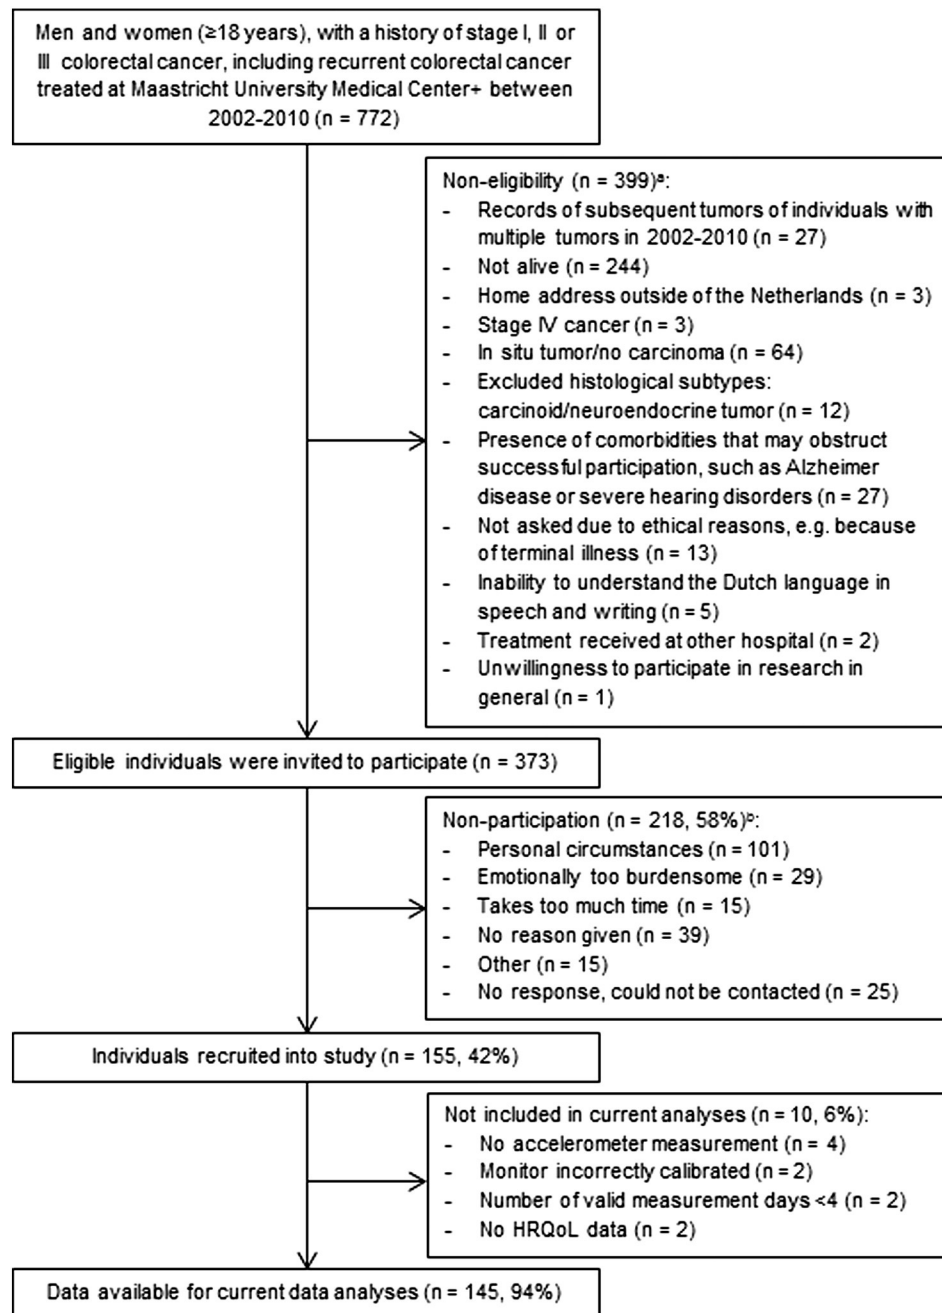 Men and women (≥18 years), with a history of stage I, II or
III colorectal cancer, including recurrent colorectal cancer
treated at Maastricht University Medical Center+ between
2002-2010 (n = 772)
Non-eligibility (n = 399)ᵃ:
- Records of subsequent tumors of individuals with
multiple tumors in 2002-2010 (n = 27)
- Not alive (n = 244)
- Home address outside of the Netherlands (n = 3)
- Stage IV cancer (n = 3)
- In situ tumor/no carcinoma (n = 64)
- Excluded histological subtypes:
carcinoid/neuroendocrine tumor (n = 12)
- Presence of comorbidities that may obstruct
successful participation, such as Alzheimer
disease or severe hearing disorders (n = 27)
- Not asked due to ethical reasons, e.g. because
of terminal illness (n = 13)
- Inability to understand the Dutch language in
speech and writing (n = 5)
- Treatment received at other hospital (n = 2)
- Unwillingness to participate in research in
general (n = 1)
Eligible individuals were invited to participate (n = 373)
Non-participation (n = 218, 58%)ᵇ:
- Personal circumstances (n = 101)
- Emotionally too burdensome (n = 29)
- Takes too much time (n = 15)
- No reason given (n = 39)
- Other (n = 15)
- No response, could not be contacted (n = 25)
Individuals recruited into study (n = 155, 42%)
Not included in current analyses (n = 10, 6%):
- No accelerometer measurement (n = 4)
- Monitor incorrectly calibrated (n = 2)
- Number of valid measurement days <4 (n = 2)
- No HRQoL data (n = 2)
Data available for current data analyses (n = 145, 94%)